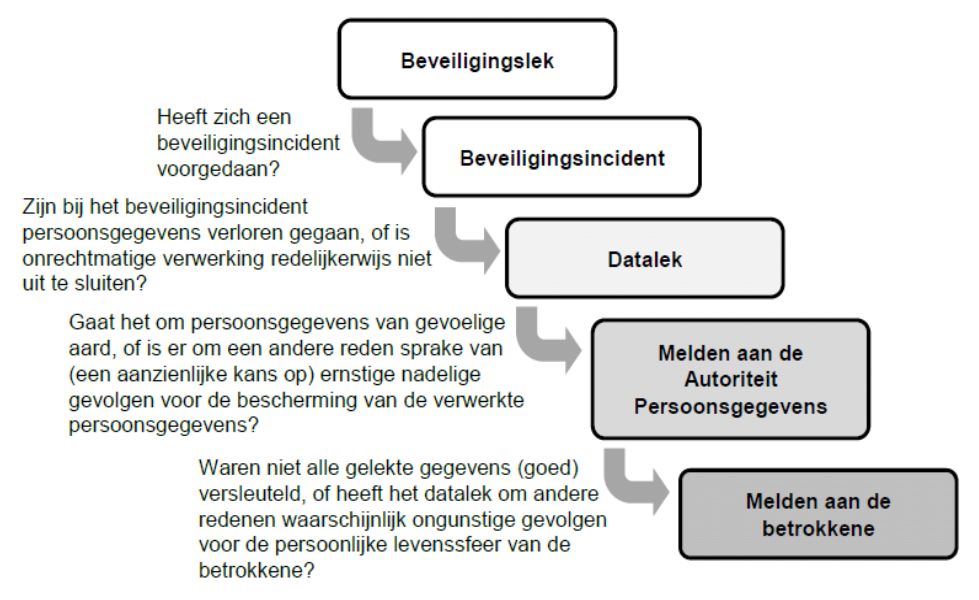 Beveiligingslek
Heeft zich een
beveiligingsincident
voorgedaan?
Beveiligingsincident
Zijn bij het beveiligingsincident
persoonsgegevens verloren gegaan, of is
onrechtmatige verwerking redelijkerwijs niet
uit te sluiten?
Datalek
Gaat het om persoonsgegevens van gevoelige
aard, of is er om een andere reden sprake van
(een aanzienlijke kans op) ernstige nadelige
gevolgen voor de bescherming van de verwerkte
persoonsgegevens?
Melden aan de
Autoriteit
Persoonsgegevens
Waren niet alle gelekte gegevens (goed)
versleuteld, of heeft het datalek om andere
redenen waarschijnlijk ongunstige gevolgen
voor de persoonlijke levenssfeer van de
betrokkene?
Melden aan de
betrokkene